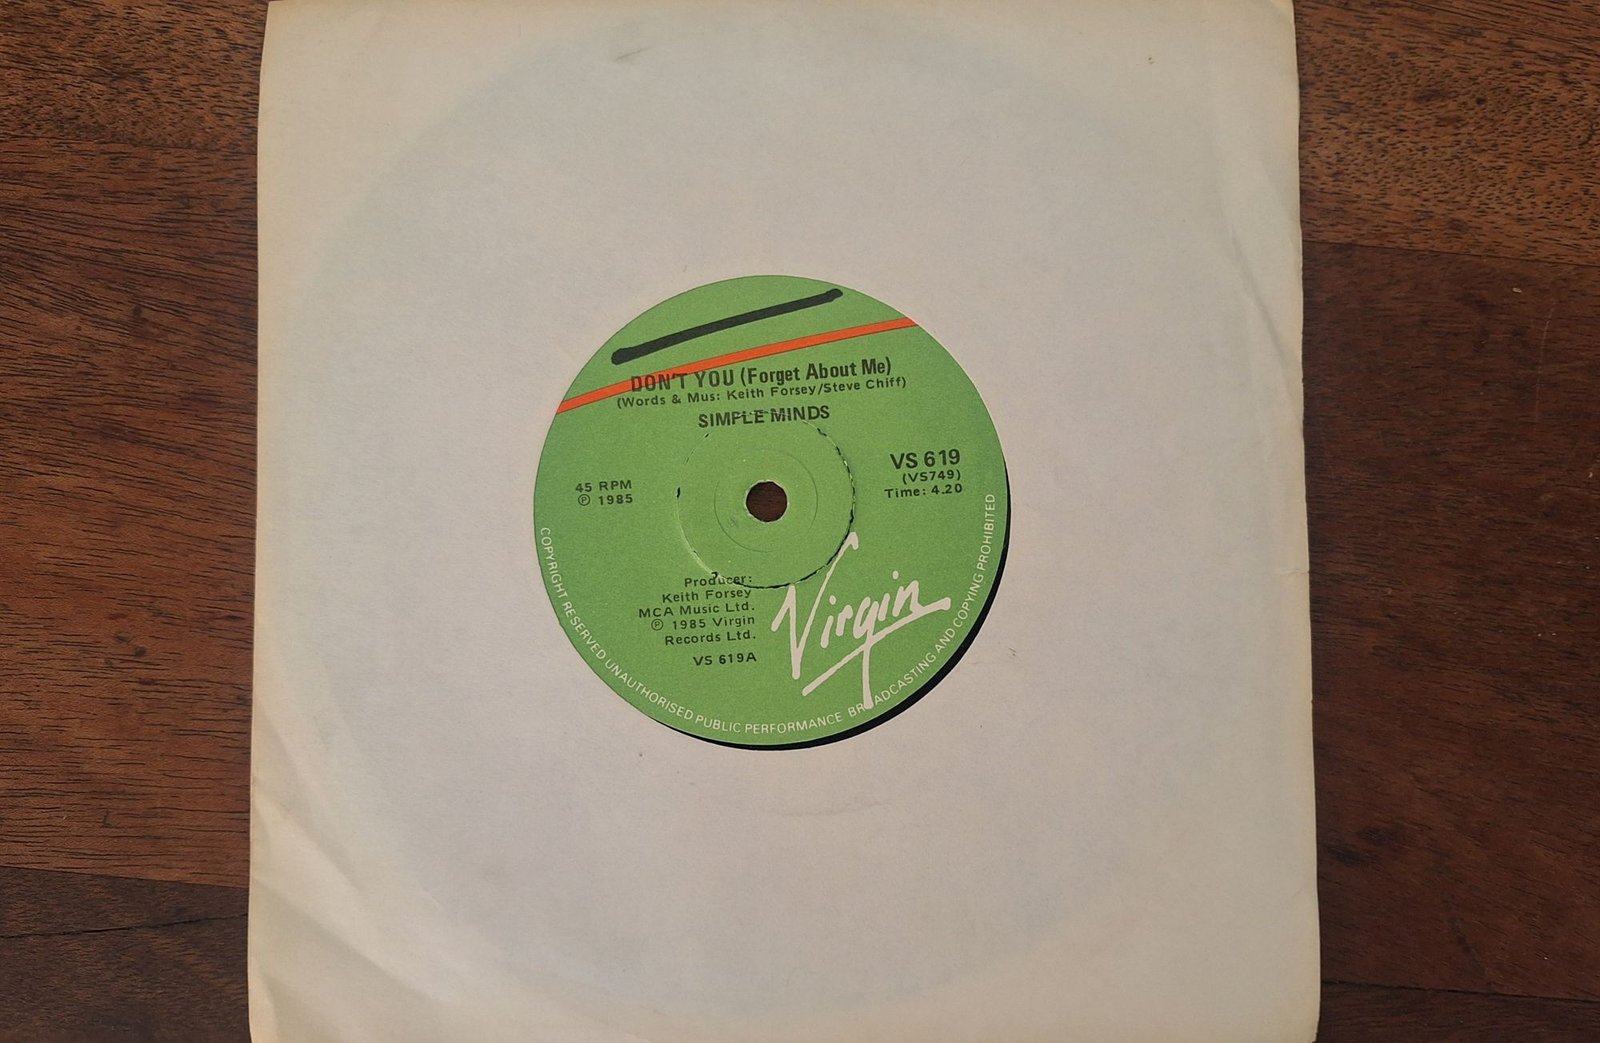 DON'T YOU (Forget About Me)
(Words & Mus: Keith Forsey/Steve Chiff)
SIMPLE MINDS
45 RPM
℗ 1985
VS 619
(VS749)
Time: 4.20
Producer:
Keith Forsey
MCA Music Ltd.
℗ 1985 Virgin
Records Ltd.
VS 619A
Virgin
COPYRIGHT RESERVED UNAUTHORISED PUBLIC PERFORMANCE BROADCASTING AND COPYING PROHIBITED